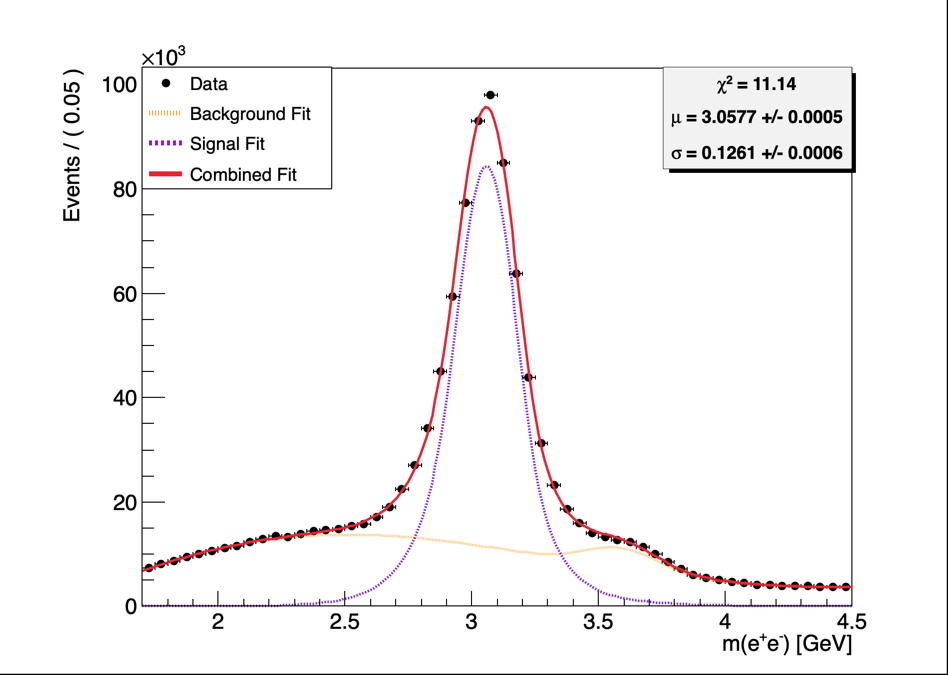 ×10³
Events / ( 0.05 )
100
80
60
40
20
0
Data
Background Fit
Signal Fit
Combined Fit
χ² = 11.14
μ = 3.0577 +/- 0.0005
σ = 0.1261 +/- 0.0006
2 2.5 3 3.5 4 4.5
m(e⁺e⁻) [GeV]